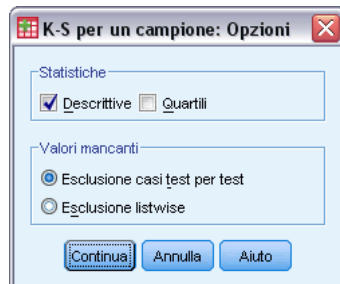 K-S per un campione: Opzioni
Statistiche
Descrittive Quartili
Valori mancanti
Esclusione casi test per test
Esclusione listwise
Continua Annulla Aiuto